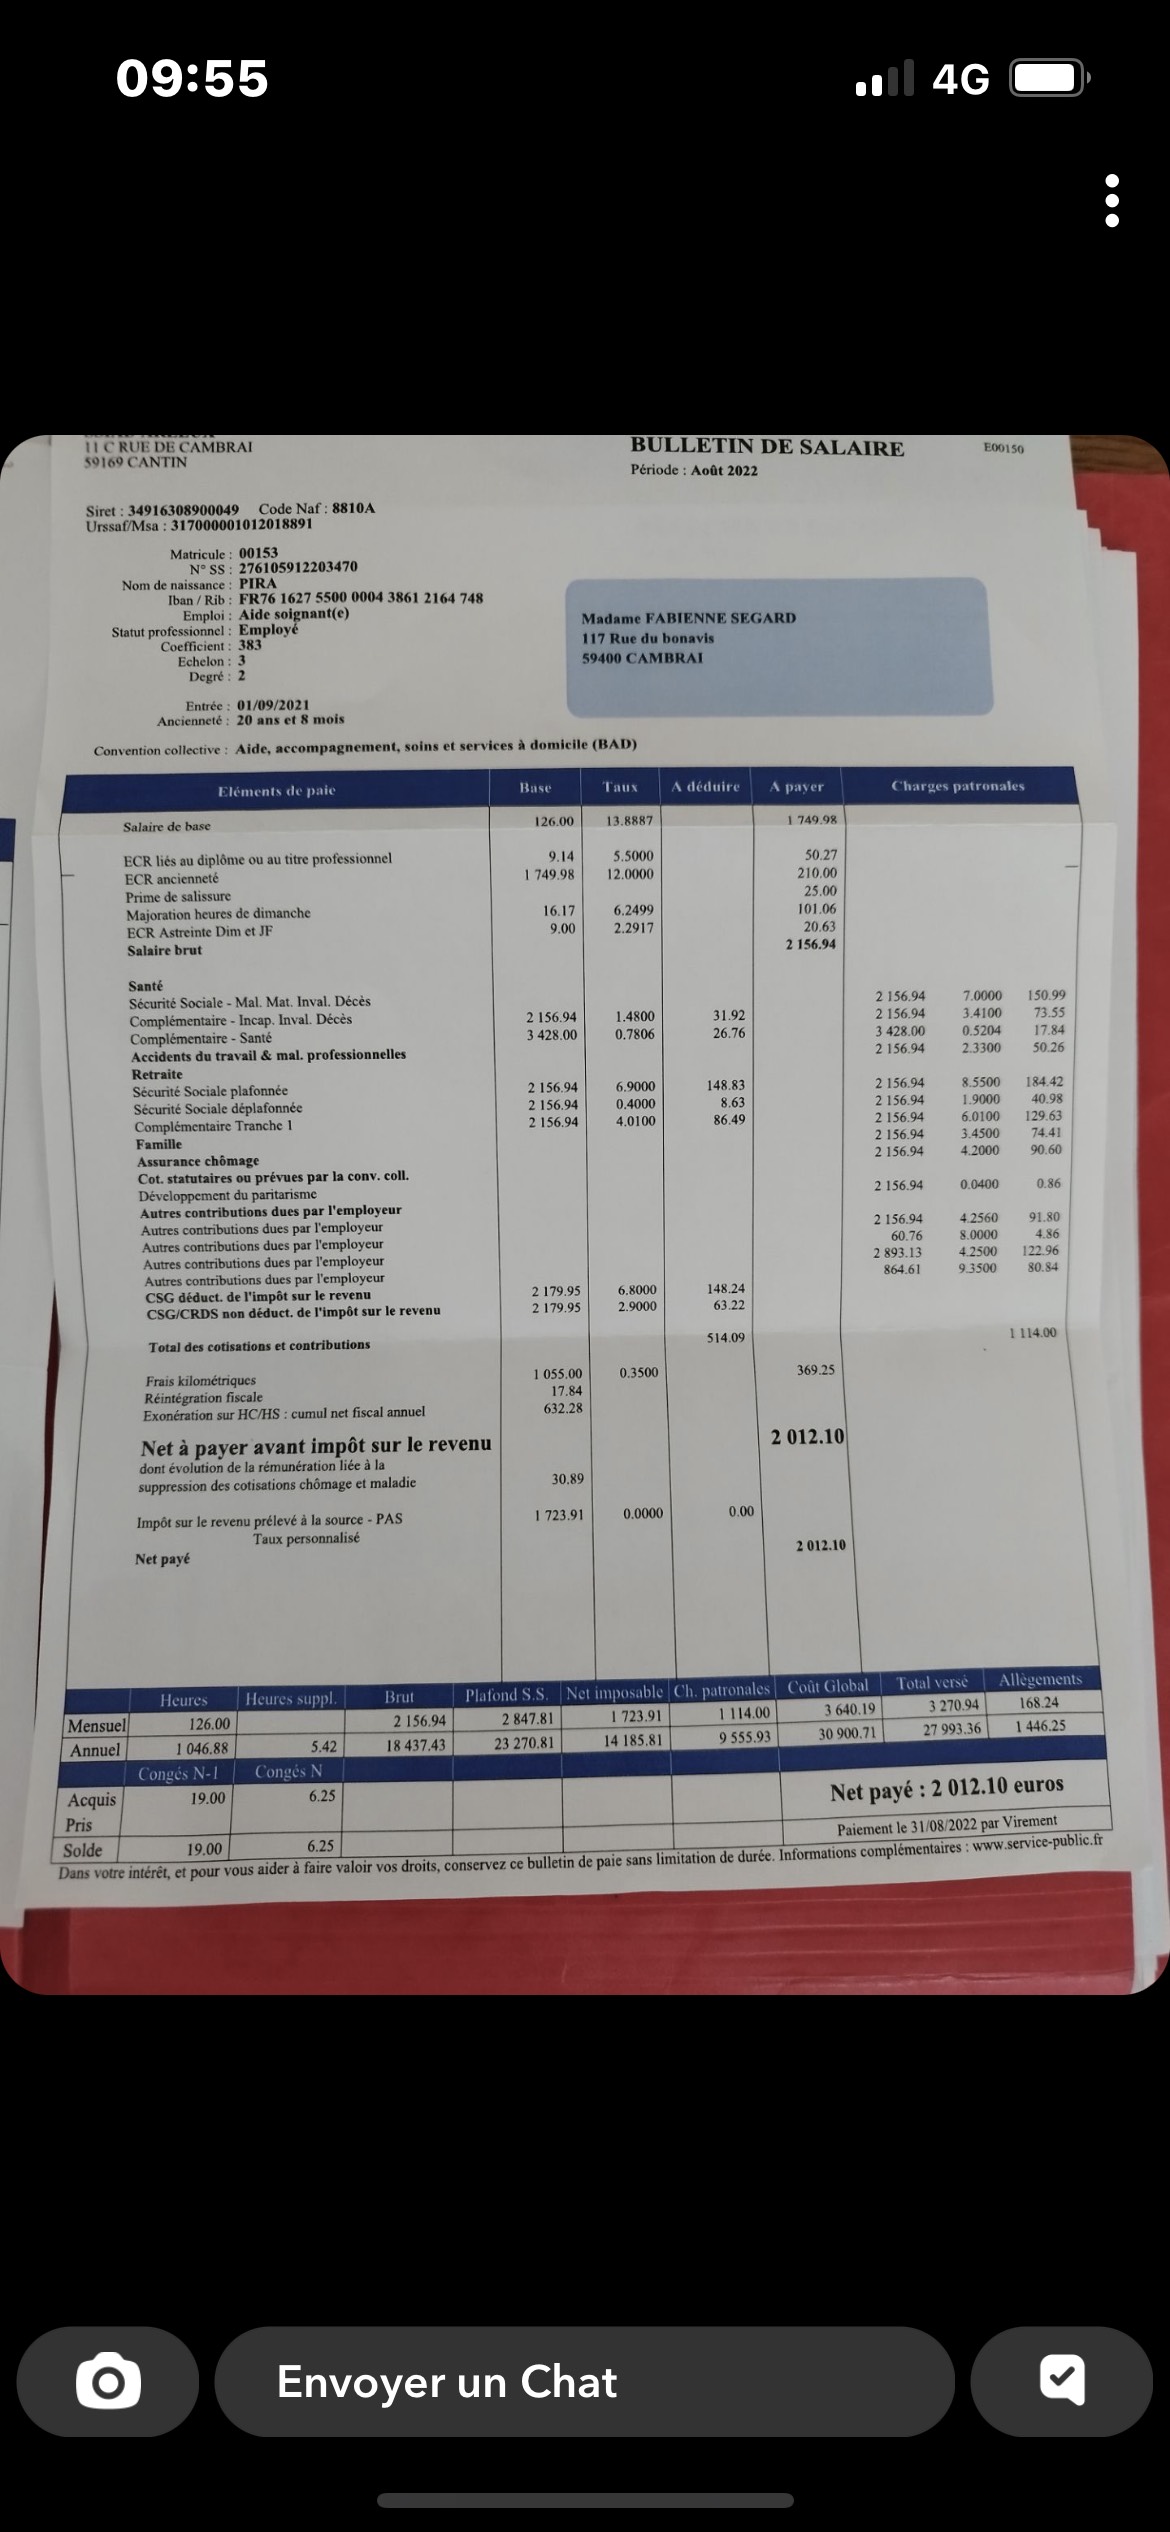 09:55
4G
11 C RUE DE CAMBRAI
59169 CANTIN
BULLETIN DE SALAIRE
E00150
Période : Août 2022
Siret : 34916308900049 Code Naf : 8810A
Urssaf/Msa : 317000001012018891
Matricule : 00153
N° SS : 276105912203470
Nom de naissance : PIRA
Iban / Rib : FR76 1627 5500 0004 3861 2164 748
Emploi : Aide soignant(e)
Statut professionnel : Employé
Coefficient : 383
Echelon : 3
Degré : 2
Entrée : 01/09/2021
Ancienneté : 20 ans et 8 mois
Madame FABIENNE SEGARD
117 Rue du bonavis
59400 CAMBRAI
Convention collective : Aide, accompagnement, soins et services à domicile (BAD)
Eléments de paie Base Taux A déduire A payer Charges patronales
Salaire de base 126.00 13.8887 1 749.98
ECR liés au diplôme ou au titre professionnel 9.14 5.5000 50.27
ECR ancienneté 1 749.98 12.0000 210.00
Prime de salissure 25.00
Majoration heures de dimanche 16.17 6.2499 101.06
ECR Astreinte Dim et JF 9.00 2.2917 20.63
Salaire brut 2 156.94
Santé
Sécurité Sociale - Mal. Mat. Inval. Décès 2 156.94 7.0000 150.99
Complémentaire - Incap. Inval. Décès 2 156.94 1.4800 31.92 2 156.94 3.4100 73.55
Complémentaire - Santé 3 428.00 0.7806 26.76 3 428.00 0.5204 17.84
Accidents du travail & mal. professionnelles 2 156.94 2.3300 50.26
Retraite
Sécurité Sociale plafonnée 2 156.94 6.9000 148.83 2 156.94 8.5500 184.42
Sécurité Sociale déplafonnée 2 156.94 0.4000 8.63 2 156.94 1.9000 40.98
Complémentaire Tranche 1 2 156.94 4.0100 86.49 2 156.94 6.0100 129.63
Famille 2 156.94 3.4500 74.41
Assurance chômage 2 156.94 4.2000 90.60
Cot. statutaires ou prévues par la conv. coll.
Développement du paritarisme 2 156.94 0.0400 0.86
Autres contributions dues par l'employeur
Autres contributions dues par l'employeur 2 156.94 4.2560 91.80
Autres contributions dues par l'employeur 60.76 8.0000 4.86
Autres contributions dues par l'employeur 2 893.13 4.2500 122.96
Autres contributions dues par l'employeur 864.61 9.3500 80.84
CSG déduct. de l'impôt sur le revenu 2 179.95 6.8000 148.24
CSG/CRDS non déduct. de l'impôt sur le revenu 2 179.95 2.9000 63.22
Total des cotisations et contributions 514.09 1 114.00
Frais kilométriques 1 055.00 0.3500 369.25
Réintégration fiscale 17.84
Exonération sur HC/HS : cumul net fiscal annuel 632.28
Net à payer avant impôt sur le revenu 2 012.10
dont évolution de la rémunération liée à la
suppression des cotisations chômage et maladie 30.89
Impôt sur le revenu prélevé à la source - PAS 1 723.91 0.0000 0.00
Taux personnalisé
Net payé 2 012.10
Heures Heures suppl. Brut Plafond S.S. Net imposable Ch. patronales Coût Global Total versé Allègements
Mensuel 126.00 2 156.94 2 847.81 1 723.91 1 114.00 3 640.19 3 270.94 168.24
Annuel 1 046.88 5.42 18 437.43 23 270.81 14 185.81 9 555.93 30 900.71 27 993.36 1 446.25
Congés N-1 Congés N
Acquis 19.00 6.25
Pris
Solde 19.00 6.25
Net payé : 2 012.10 euros
Paiement le 31/08/2022 par Virement
Dans votre intérêt, et pour vous aider à faire valoir vos droits, conservez ce bulletin de paie sans limitation de durée. Informations complémentaires : www.service-public.fr
Envoyer un Chat